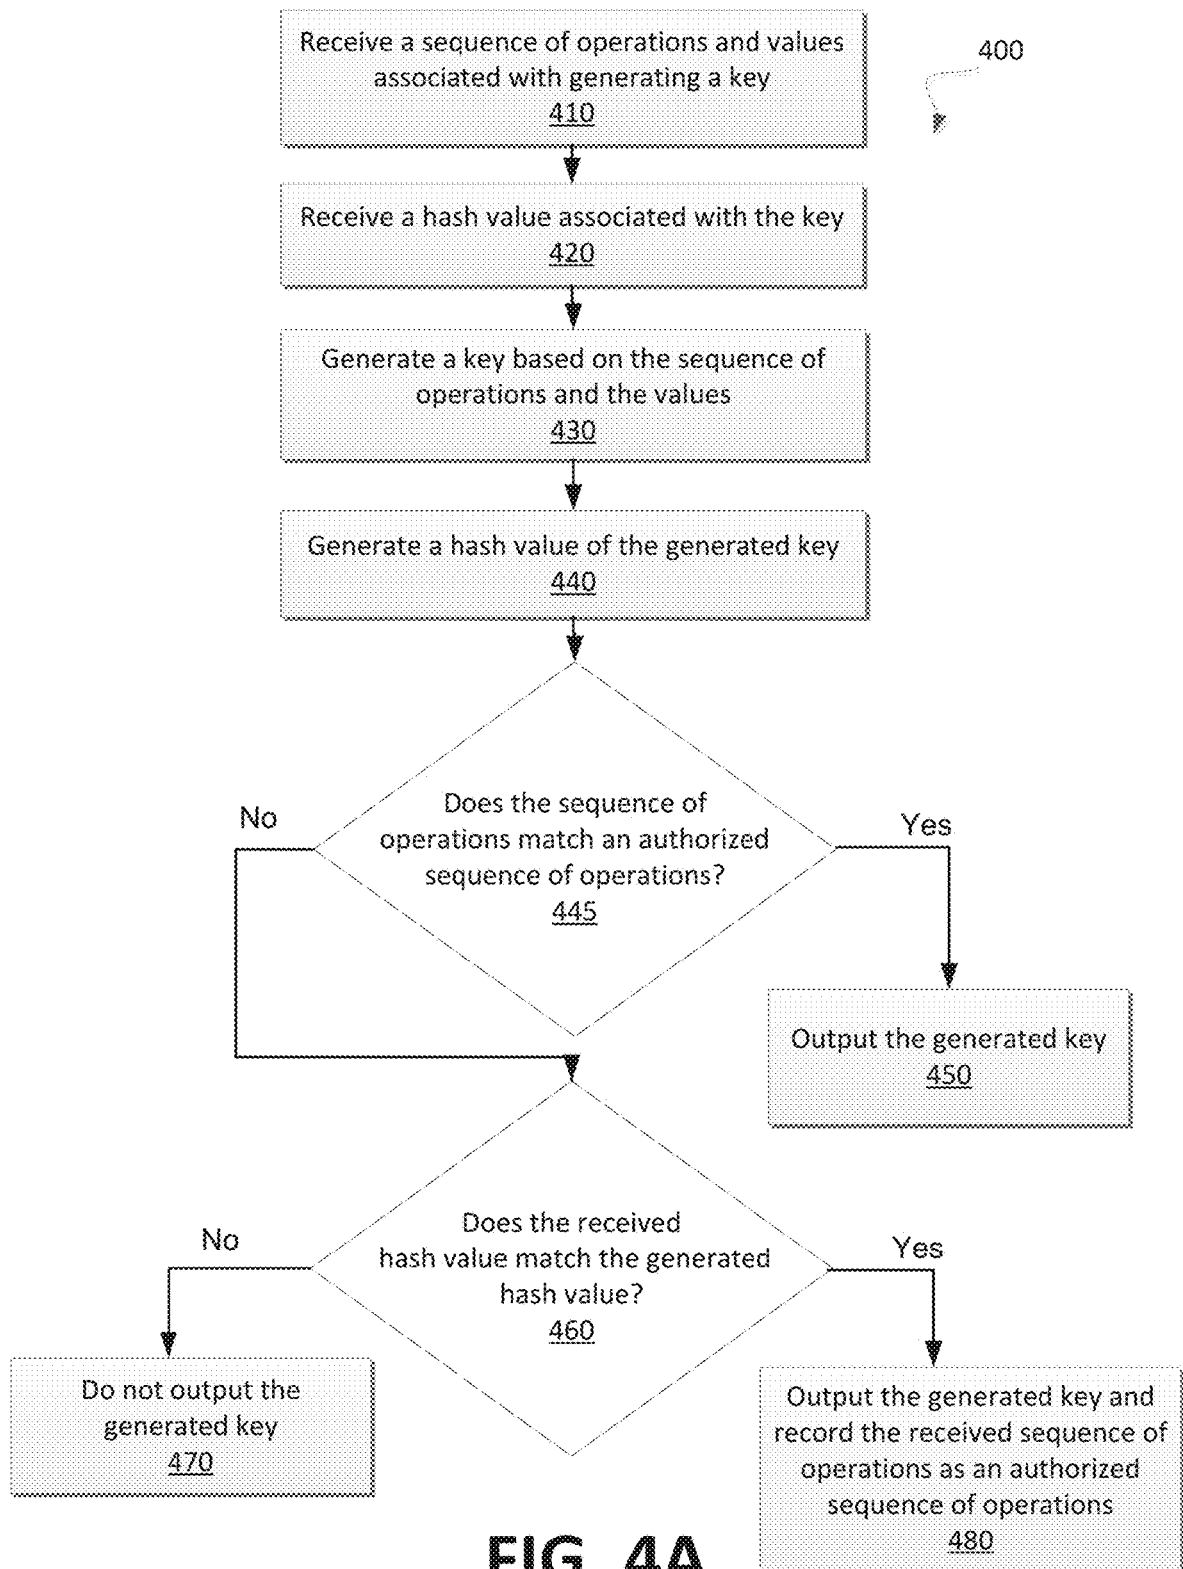 Receive a sequence of operations and values
associated with generating a key
410
400
Receive a hash value associated with the key
420
Generate a key based on the sequence of
operations and the values
430
Generate a hash value of the generated key
440
Does the sequence of
operations match an authorized
sequence of operations?
445
No
Yes
Output the generated key
450
Does the received
hash value match the generated
hash value?
460
No
Yes
Do not output the
generated key
470
Output the generated key and
record the received sequence of
operations as an authorized
sequence of operations
480
FIG. 4A